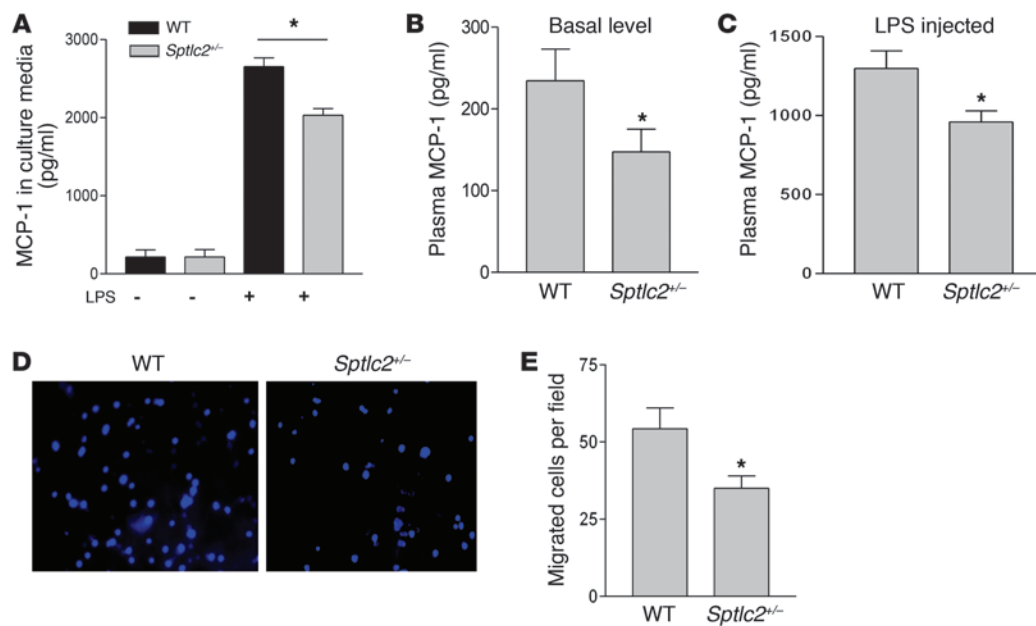 A
WT
Sptlc2+/–
MCP-1 in culture media
(pg/ml)
3000
2000
1000
0
*
LPS - - + +
B
Basal level
Plasma MCP-1 (pg/ml)
300
200
100
0
*
WT Sptlc2+/–
C
LPS injected
Plasma MCP-1 (pg/ml)
1500
1000
500
0
*
WT Sptlc2+/–
D
WT Sptlc2+/–
E
Migrated cells per field
75
50
25
0
*
WT Sptlc2+/–